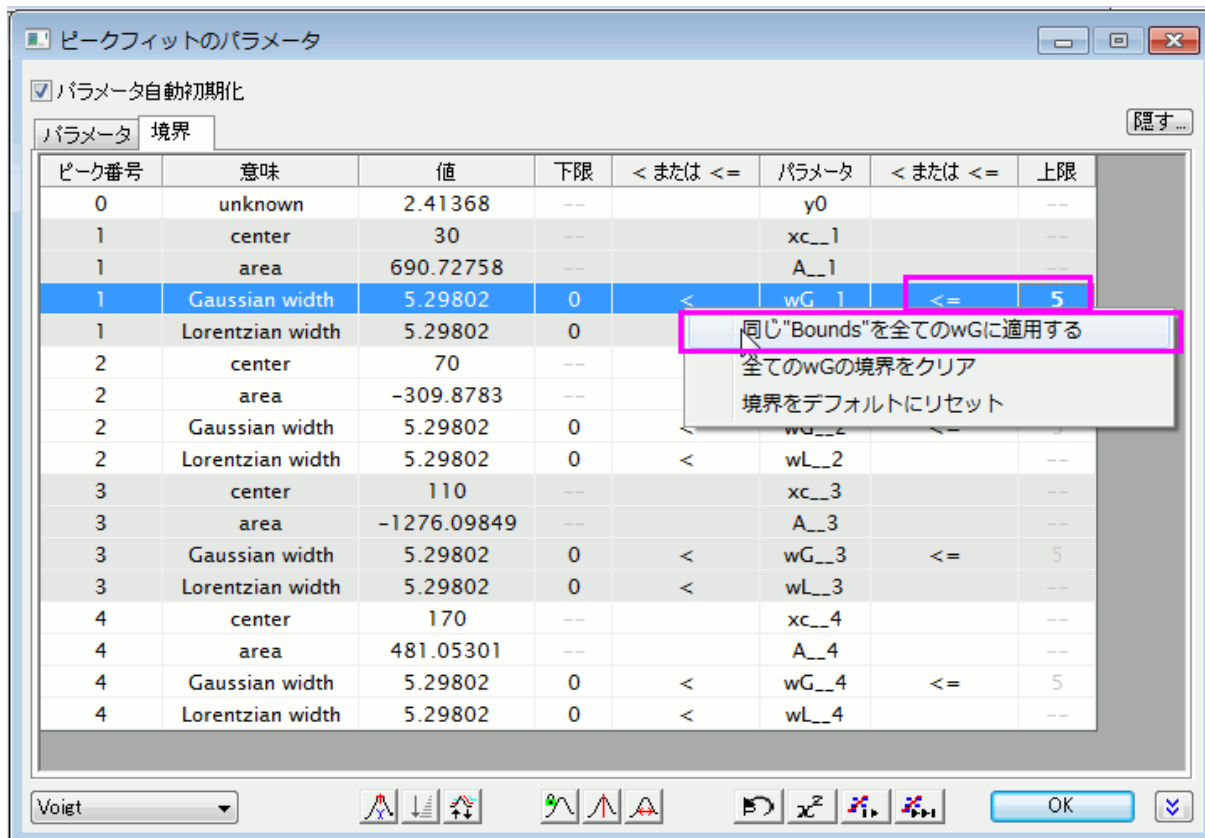 ピークフィットのパラメータ
パラメータ自動初期化
隠す...
パラメータ 境界
ピーク番号 意味 値 下限 < または <= パラメータ < または <= 上限
0 unknown 2.41368 -- y0 --
1 center 30 -- xc__1 --
1 area 690.72758 -- A__1 --
1 Gaussian width 5.29802 0 < wG__1 <= 5
1 Lorentzian width 5.29802 0
同じ"Bounds"を全てのwGに適用する
2 center 70 --
全てのwGの境界をクリア
2 area -309.8783 --
境界をデフォルトにリセット
2 Gaussian width 5.29802 0 < wG__2 <= 5
2 Lorentzian width 5.29802 0 < wL__2 --
3 center 110 -- xc__3 --
3 area -1276.09849 -- A__3 --
3 Gaussian width 5.29802 0 < wG__3 <= 5
3 Lorentzian width 5.29802 0 < wL__3 --
4 center 170 -- xc__4 --
4 area 481.05301 -- A__4 --
4 Gaussian width 5.29802 0 < wG__4 <= 5
4 Lorentzian width 5.29802 0 < wL__4 --
Voigt OK